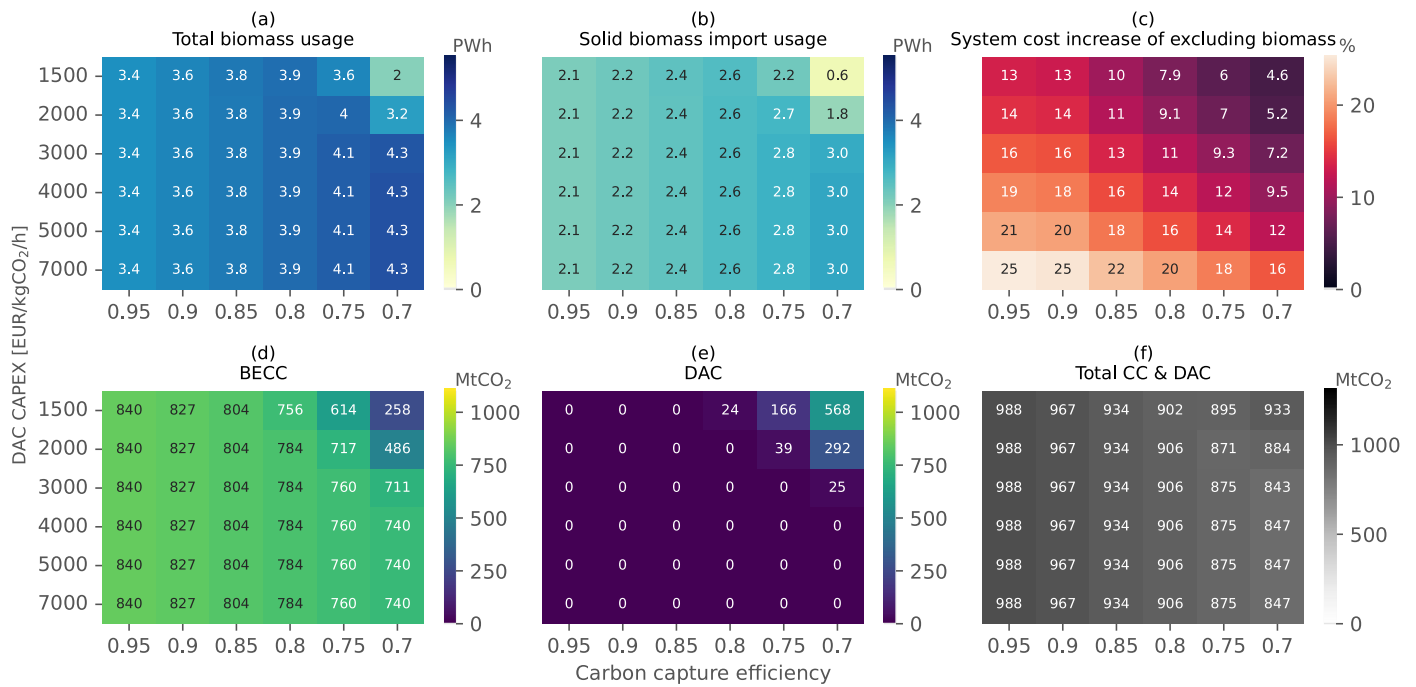 (a)
Total biomass usage
PWh
1500 3.4 3.6 3.8 3.9 3.6 2
2000 3.4 3.6 3.8 3.9 4 3.2
3000 3.4 3.6 3.8 3.9 4.1 4.3
4000 3.4 3.6 3.8 3.9 4.1 4.3
5000 3.4 3.6 3.8 3.9 4.1 4.3
7000 3.4 3.6 3.8 3.9 4.1 4.3
0.95 0.9 0.85 0.8 0.75 0.7
4
2
0
(b)
Solid biomass import usage
PWh
2.1 2.2 2.4 2.6 2.2 0.6
2.1 2.2 2.4 2.6 2.7 1.8
2.1 2.2 2.4 2.6 2.8 3.0
2.1 2.2 2.4 2.6 2.8 3.0
2.1 2.2 2.4 2.6 2.8 3.0
2.1 2.2 2.4 2.6 2.8 3.0
0.95 0.9 0.85 0.8 0.75 0.7
4
2
0
(c)
System cost increase of excluding biomass
%
13 13 10 7.9 6 4.6
14 14 11 9.1 7 5.2
16 16 13 11 9.3 7.2
19 18 16 14 12 9.5
21 20 18 16 14 12
25 25 22 20 18 16
0.95 0.9 0.85 0.8 0.75 0.7
20
10
0
DAC CAPEX [EUR/kgCO₂/h]
(d)
BECC
MtCO₂
1500 840 827 804 756 614 258
2000 840 827 804 784 717 486
3000 840 827 804 784 760 711
4000 840 827 804 784 760 740
5000 840 827 804 784 760 740
7000 840 827 804 784 760 740
0.95 0.9 0.85 0.8 0.75 0.7
1000
750
500
250
0
(e)
DAC
MtCO₂
0 0 0 24 166 568
0 0 0 0 39 292
0 0 0 0 0 25
0 0 0 0 0 0
0 0 0 0 0 0
0 0 0 0 0 0
0.95 0.9 0.85 0.8 0.75 0.7
1000
750
500
250
0
(f)
Total CC & DAC
MtCO₂
988 967 934 902 895 933
988 967 934 906 871 884
988 967 934 906 875 843
988 967 934 906 875 847
988 967 934 906 875 847
988 967 934 906 875 847
0.95 0.9 0.85 0.8 0.75 0.7
1000
500
0
Carbon capture efficiency